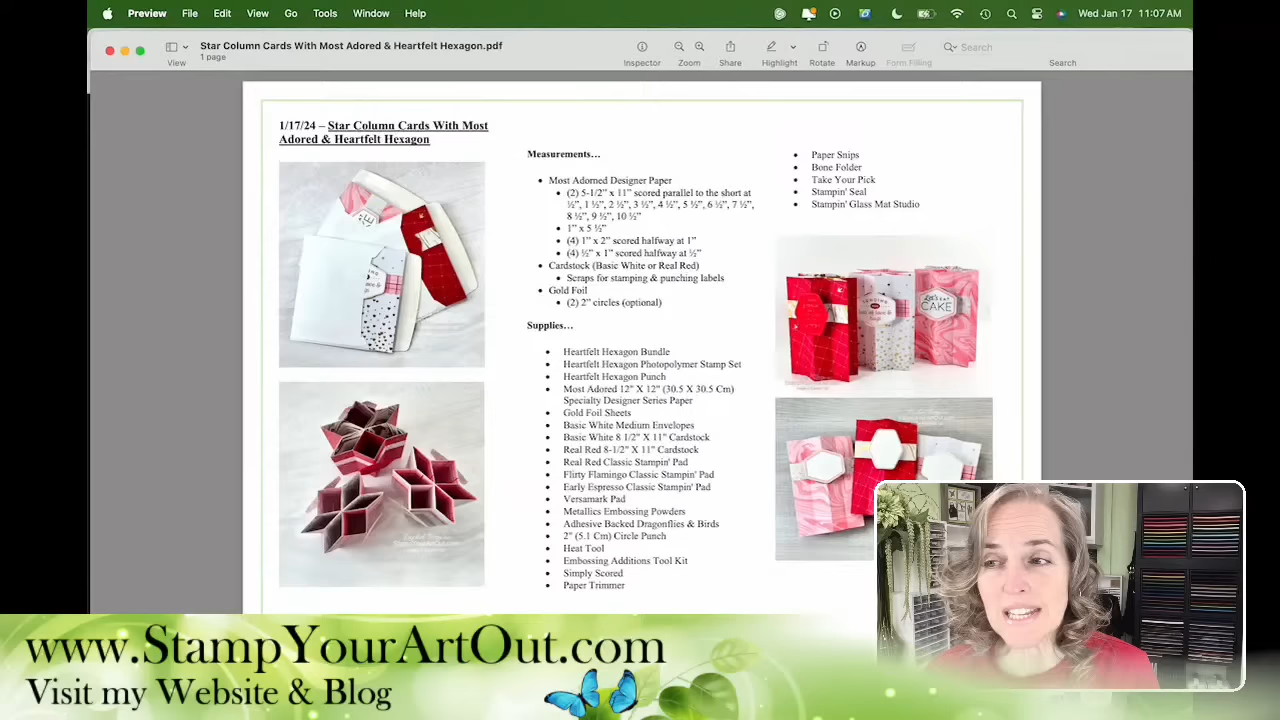 Preview File Edit View Go Tools Window Help
Wed Jan 17 11:07 AM
Star Column Cards With Most Adored & Heartfelt Hexagon.pdf
1 page
View
Inspector Zoom Share Highlight Rotate Markup Form Filling Search
Search
1/17/24 – Star Column Cards With Most
Adored & Heartfelt Hexagon
Measurements…
• Most Adorned Designer Paper
• (2) 5-1/2” x 11” scored parallel to the short at
½”, 1 ½”, 2 ½”, 3 ½”, 4 ½”, 5 ½”, 6 ½”, 7 ½”,
8 ½”, 9 ½”, 10 ½”
• 1” x 5 ½”
• (4) 1” x 2” scored halfway at 1”
• (4) ½” x 1” scored halfway at ½”
• Cardstock (Basic White or Real Red)
• Scraps for stamping & punching labels
• Gold Foil
• (2) 2” circles (optional)
Supplies…
• Heartfelt Hexagon Bundle
• Heartfelt Hexagon Photopolymer Stamp Set
• Heartfelt Hexagon Punch
• Most Adored 12" X 12" (30.5 X 30.5 Cm)
Specialty Designer Series Paper
• Gold Foil Sheets
• Basic White Medium Envelopes
• Basic White 8 1/2" X 11" Cardstock
• Real Red 8-1/2" X 11" Cardstock
• Real Red Classic Stampin' Pad
• Flirty Flamingo Classic Stampin' Pad
• Early Espresso Classic Stampin' Pad
• Versamark Pad
• Metallics Embossing Powders
• Adhesive Backed Dragonflies & Birds
• 2" (5.1 Cm) Circle Punch
• Heat Tool
• Embossing Additions Tool Kit
• Simply Scored
• Paper Trimmer
• Paper Snips
• Bone Folder
• Take Your Pick
• Stampin' Seal
• Stampin' Glass Mat Studio
SENDING
Let's eat
CAKE
www.StampYourArtOut.com
Visit my Website & Blog